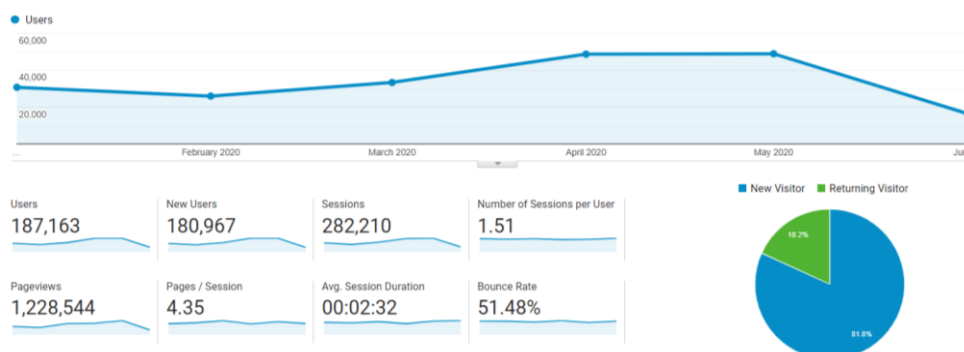 Users
60,000
40,000
20,000
... February 2020 March 2020 April 2020 May 2020 Ju
New Visitor Returning Visitor
Users New Users Sessions Number of Sessions per User
187,163 180,967 282,210 1.51
18.2%
Pageviews Pages / Session Avg. Session Duration Bounce Rate
1,228,544 4.35 00:02:32 51.48%
81.8%